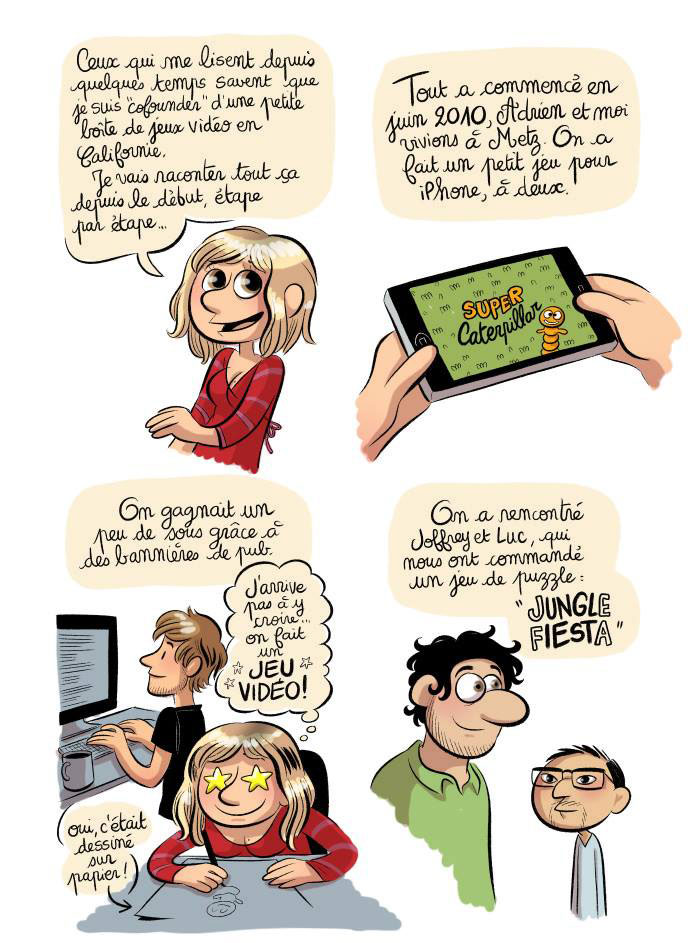 Ceux qui me lisent depuis
quelques temps savent que
je suis "cofounder" d'une petite
boîte de jeux vidéo en
Californie.
Je vais raconter tout ça
depuis le début, étape
par étape...
Tout a commencé en
juin 2010, Adrien et moi
vivions à Metz. On a
fait un petit jeu pour
iPhone, à deux.
SUPER
Caterpillar
On gagnait un
peu de sous grâce à
des bannières de pub.
J'arrive
pas à y
croire...
on fait
un
JEU
VIDÉO!
oui, c'était
dessiné
sur
papier!
On a rencontré
Joffrey et Luc, qui
nous ont commandé
un jeu de puzzle:
"JUNGLE
FIESTA"